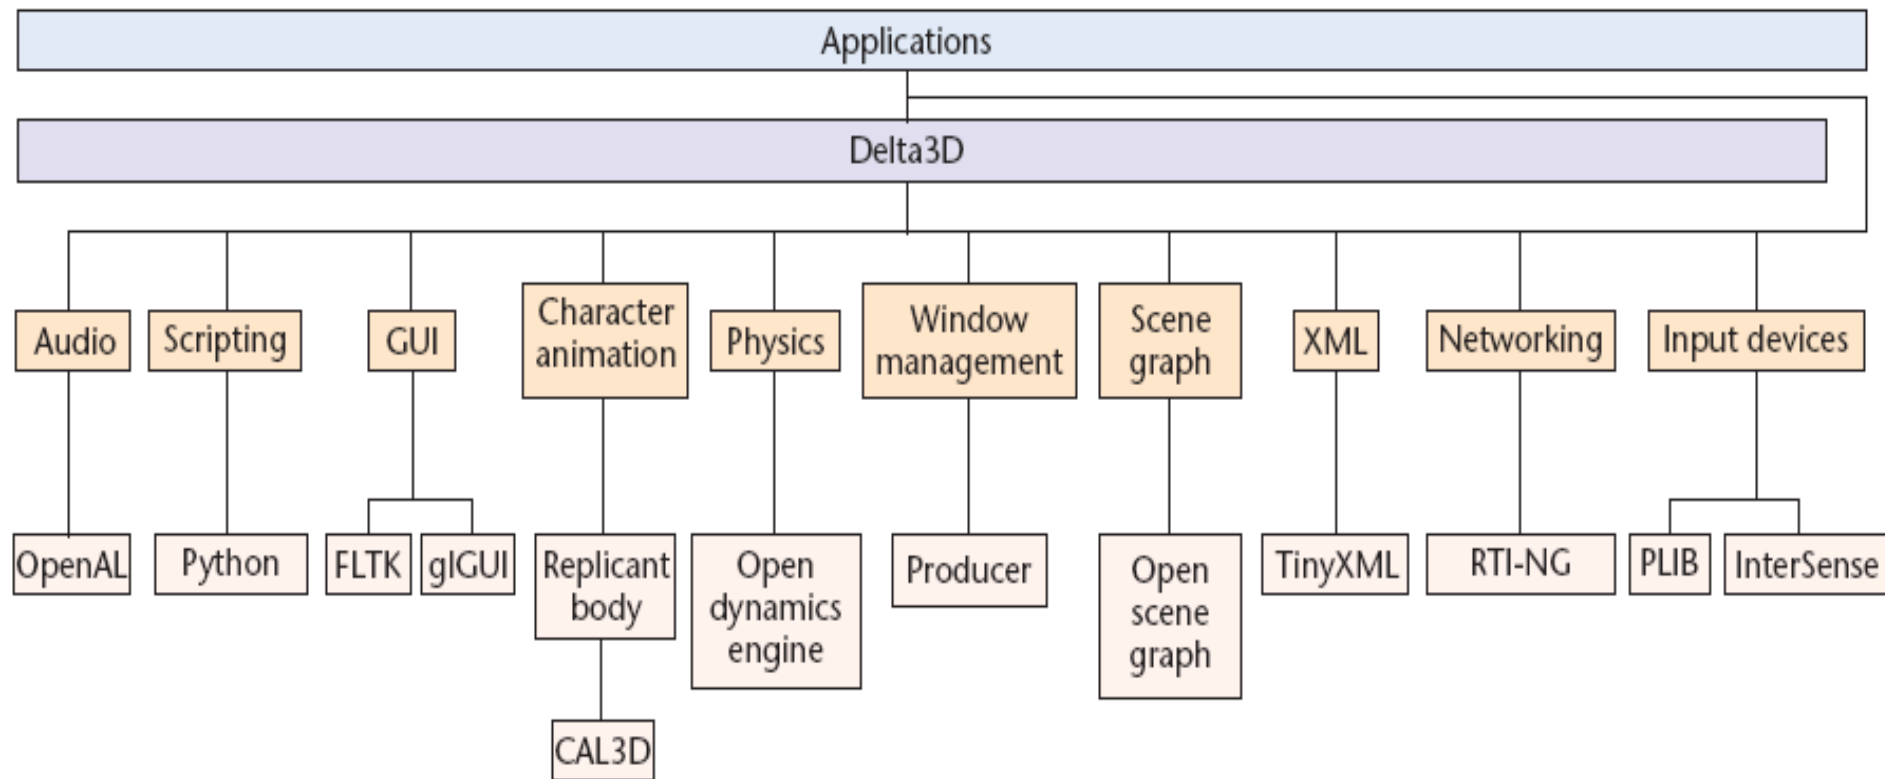 Applications
Delta3D
Audio
Scripting
GUI
Character
animation
Physics
Window
management
Scene
graph
XML
Networking
Input devices
OpenAL
Python
FLTK
glGUI
Replicant
body
Open
dynamics
engine
Producer
Open
scene
graph
TinyXML
RTI-NG
PLIB
InterSense
CAL3D